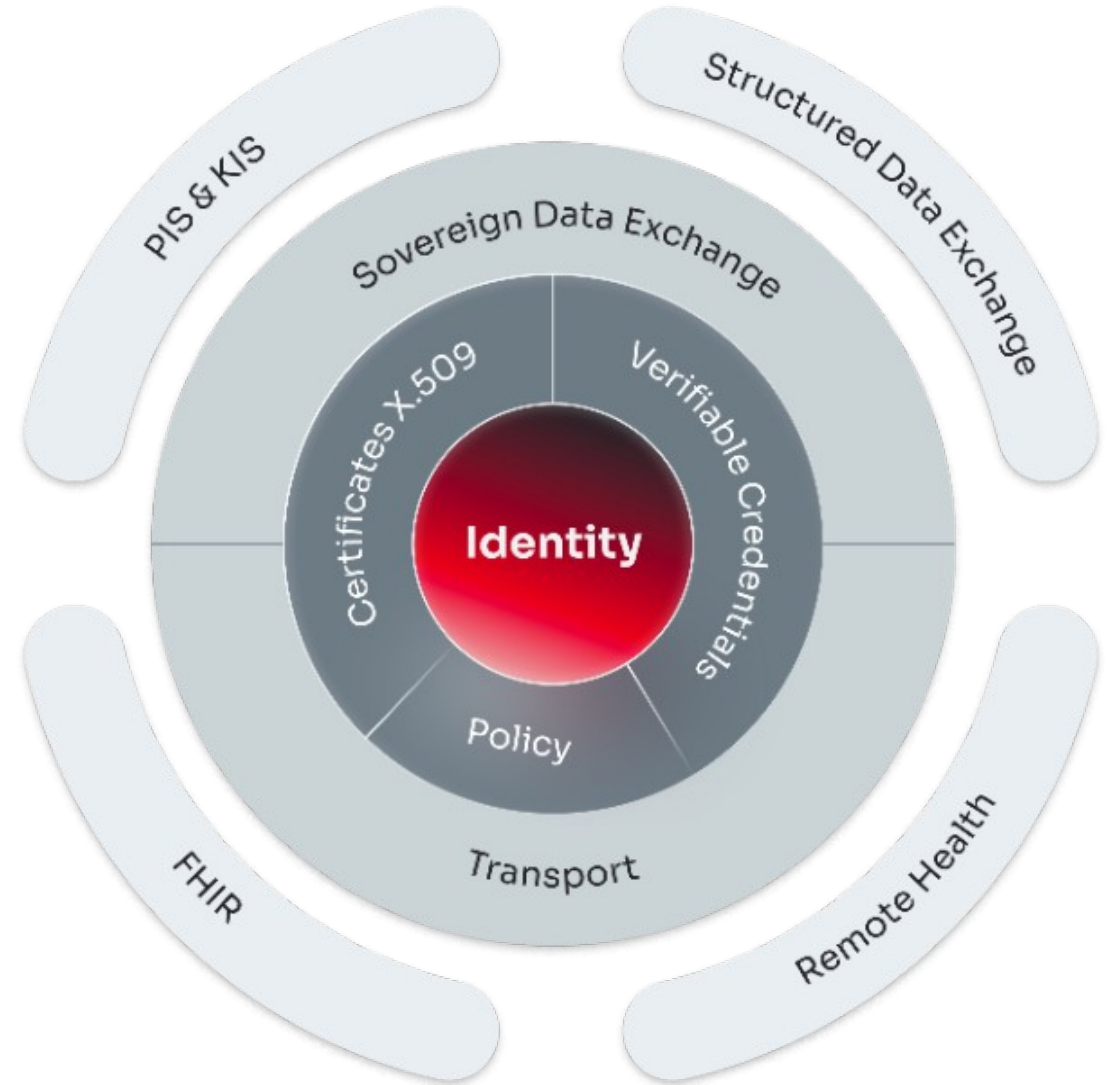 PIS & KIS
Structured Data Exchange
Sovereign Data Exchange
Certificates X.509
Verifiable Credentials
Identity
Policy
Transport
FHIR
Remote Health